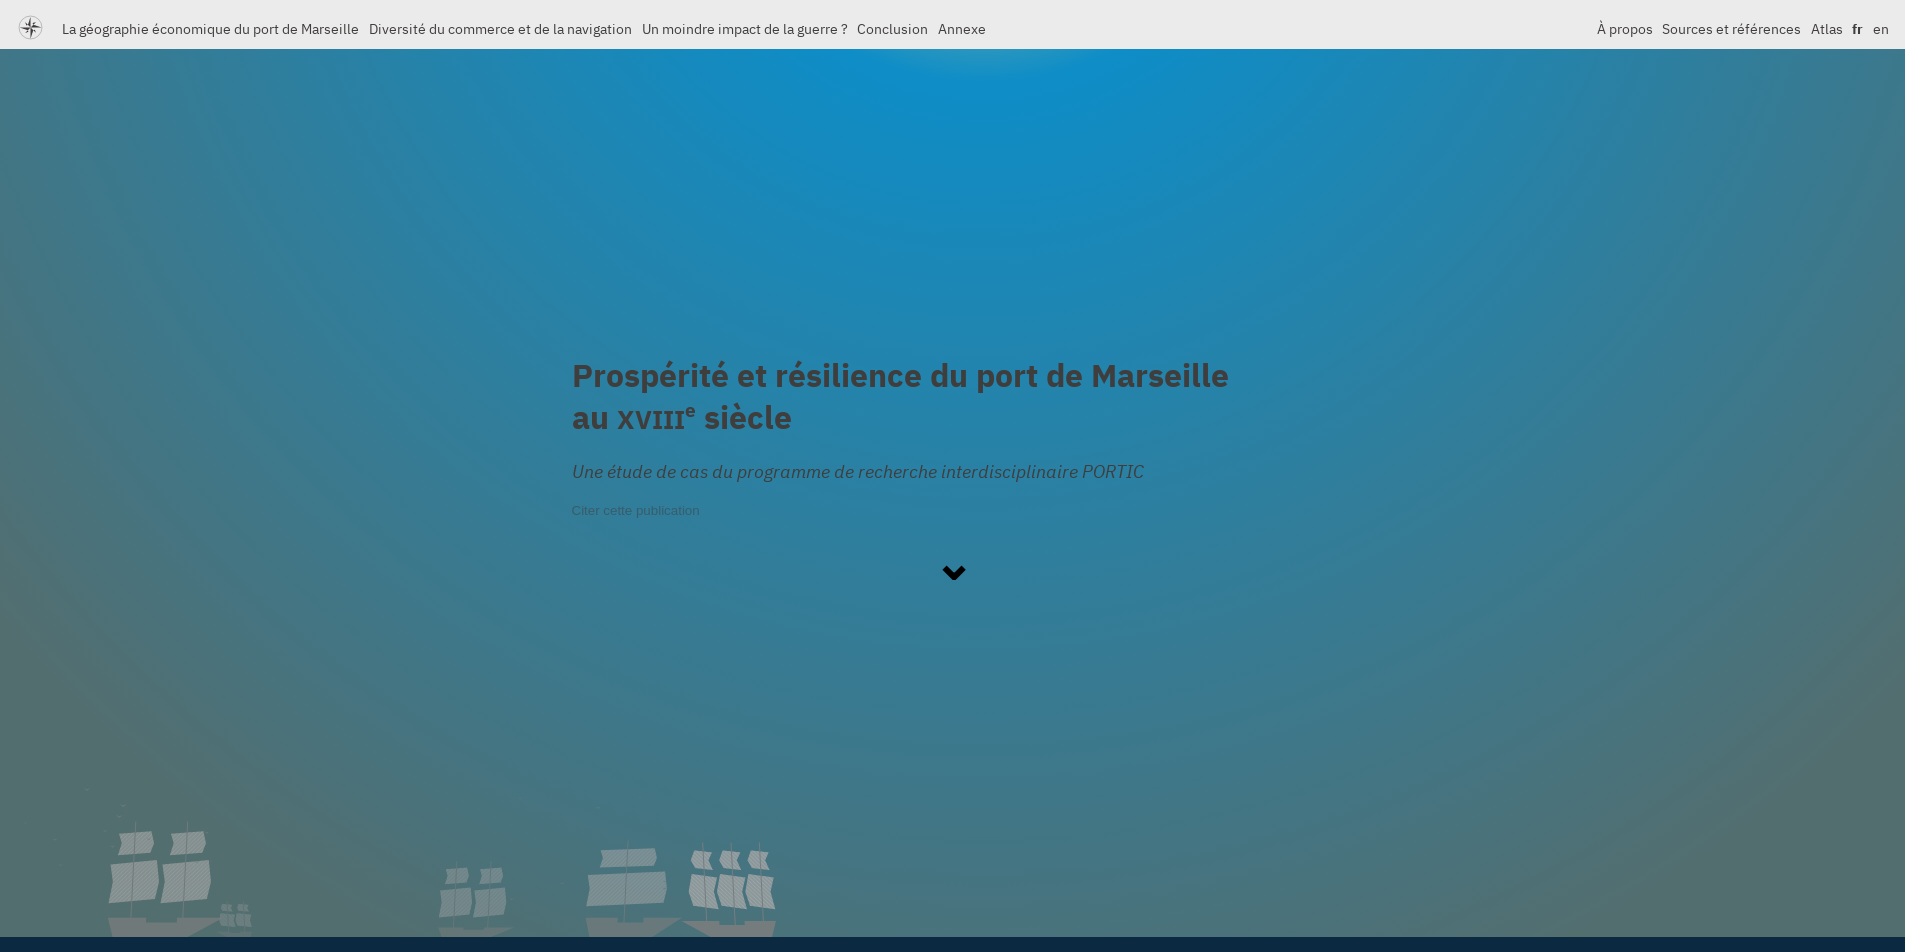 La géographie économique du port de Marseille Diversité du commerce et de la navigation Un moindre impact de la guerre ? Conclusion Annexe À propos Sources et références Atlas fr en
Prospérité et résilience du port de Marseille
au XVIIIe siècle
Une étude de cas du programme de recherche interdisciplinaire PORTIC
Citer cette publication